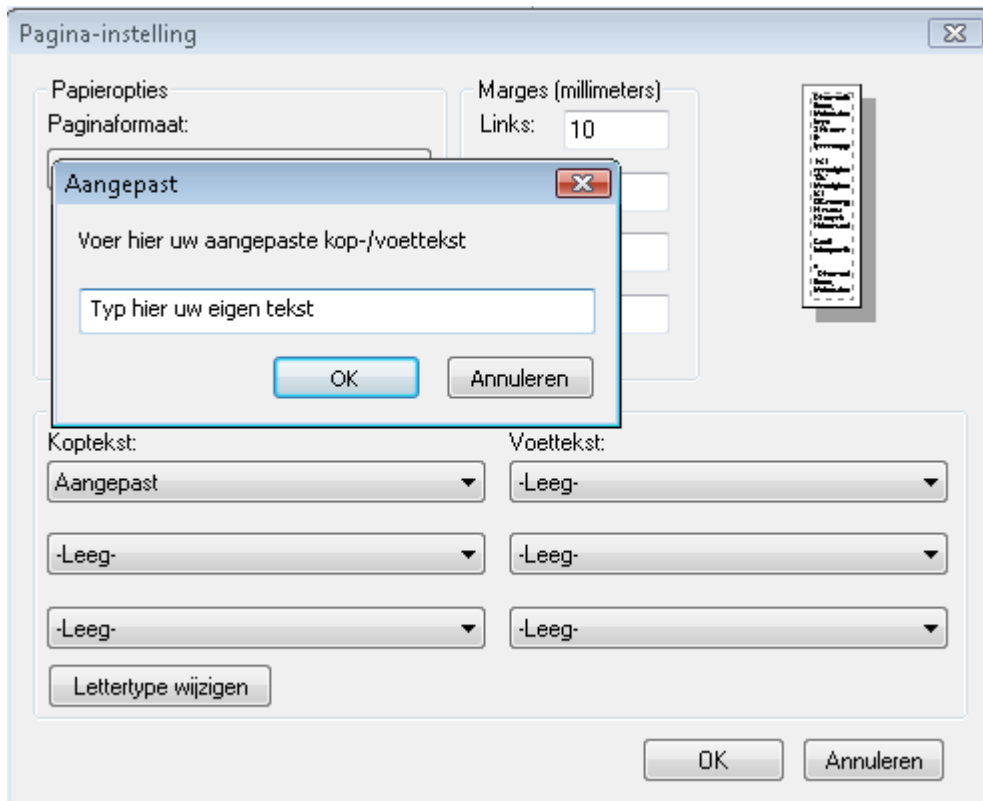 Pagina-instelling
Papieropties
Paginaformaat:
Marges (millimeters)
Links: 10
Aangepast
Voer hier uw aangepaste kop-/voettekst
Typ hier uw eigen tekst
OK Annuleren
Koptekst: Voettekst:
Aangepast -Leeg-
-Leeg- -Leeg-
-Leeg- -Leeg-
Lettertype wijzigen
OK Annuleren